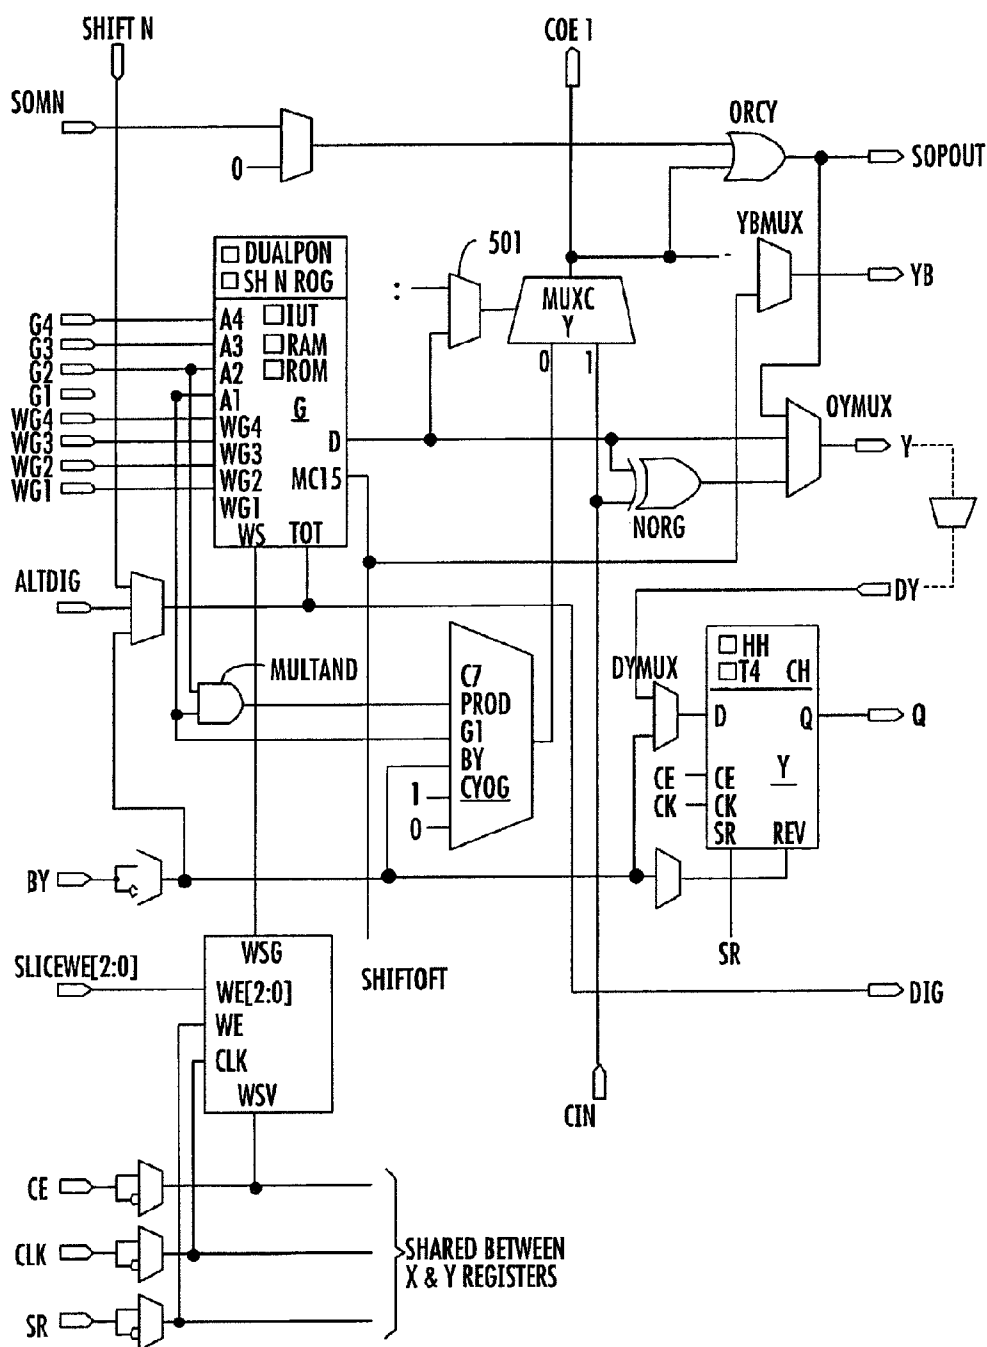 SHIFT N
COE 1
SOMN
ORCY
0
SOPOUT
YBMUX
501
DUALPON
SH N ROG
:
MUXC
Y
YB
G4
A4
IUT
G3
A3
RAM
G2
A2
ROM
0
1
G1
A1
G
OYMUX
WG4
WG4
WG3
WG3
D
Y
WG2
WG2
MC15
WG1
WG1
NORG
WS
TOT
ALTDIG
DY
MULTAND
HH
DYMUX
T4
CH
C7
PROD
D
Q
Q
G1
BY
Y
CE
CE
1
CYOG
CK
CK
0
SR
REV
BY
SR
WSG
SLICEWE[2:0]
SHIFTOFT
WE[2:0]
DIG
WE
CLK
WSV
CIN
CE
CLK
SHARED BETWEEN
X & Y REGISTERS
SR